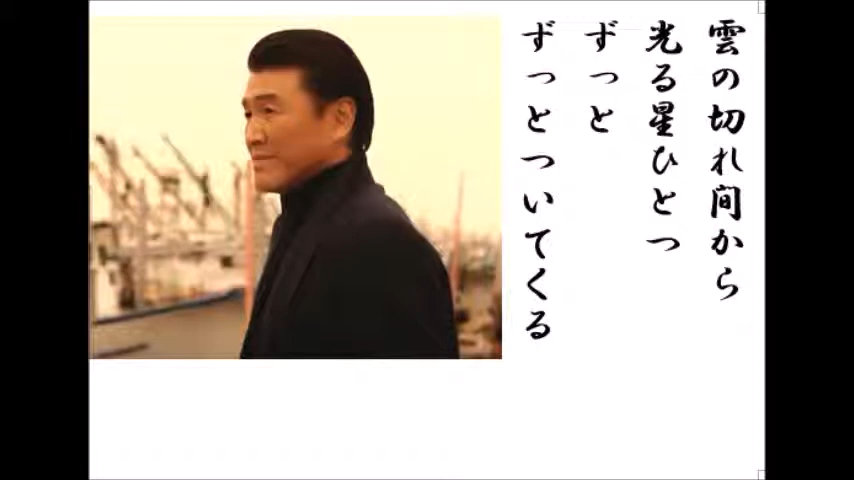 雲の切れ間から
光る星ひとつ
ずっと
ずっとついてくる